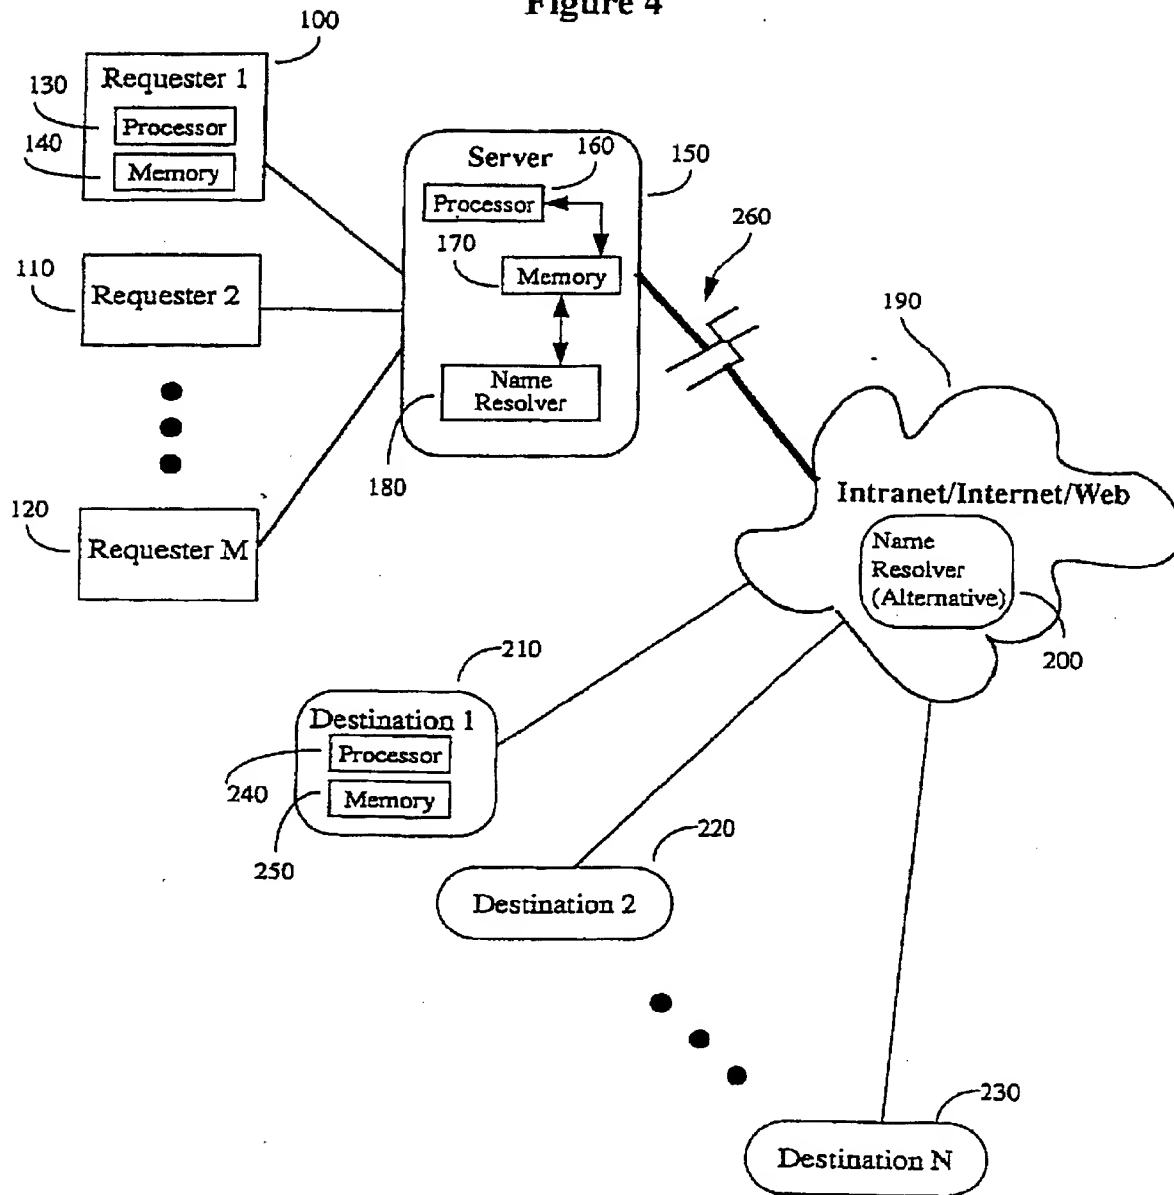 Figure 4
100
Requester 1
130
Processor
140
Memory
Server
160
150
Processor
260
110
Requester 2
170
Memory
190
Name
Resolver
180
Intranet/Internet/Web
120
Requester M
Name
Resolver
(Alternative)
200
210
Destination 1
Processor
240
Memory
250
220
Destination 2
230
Destination N